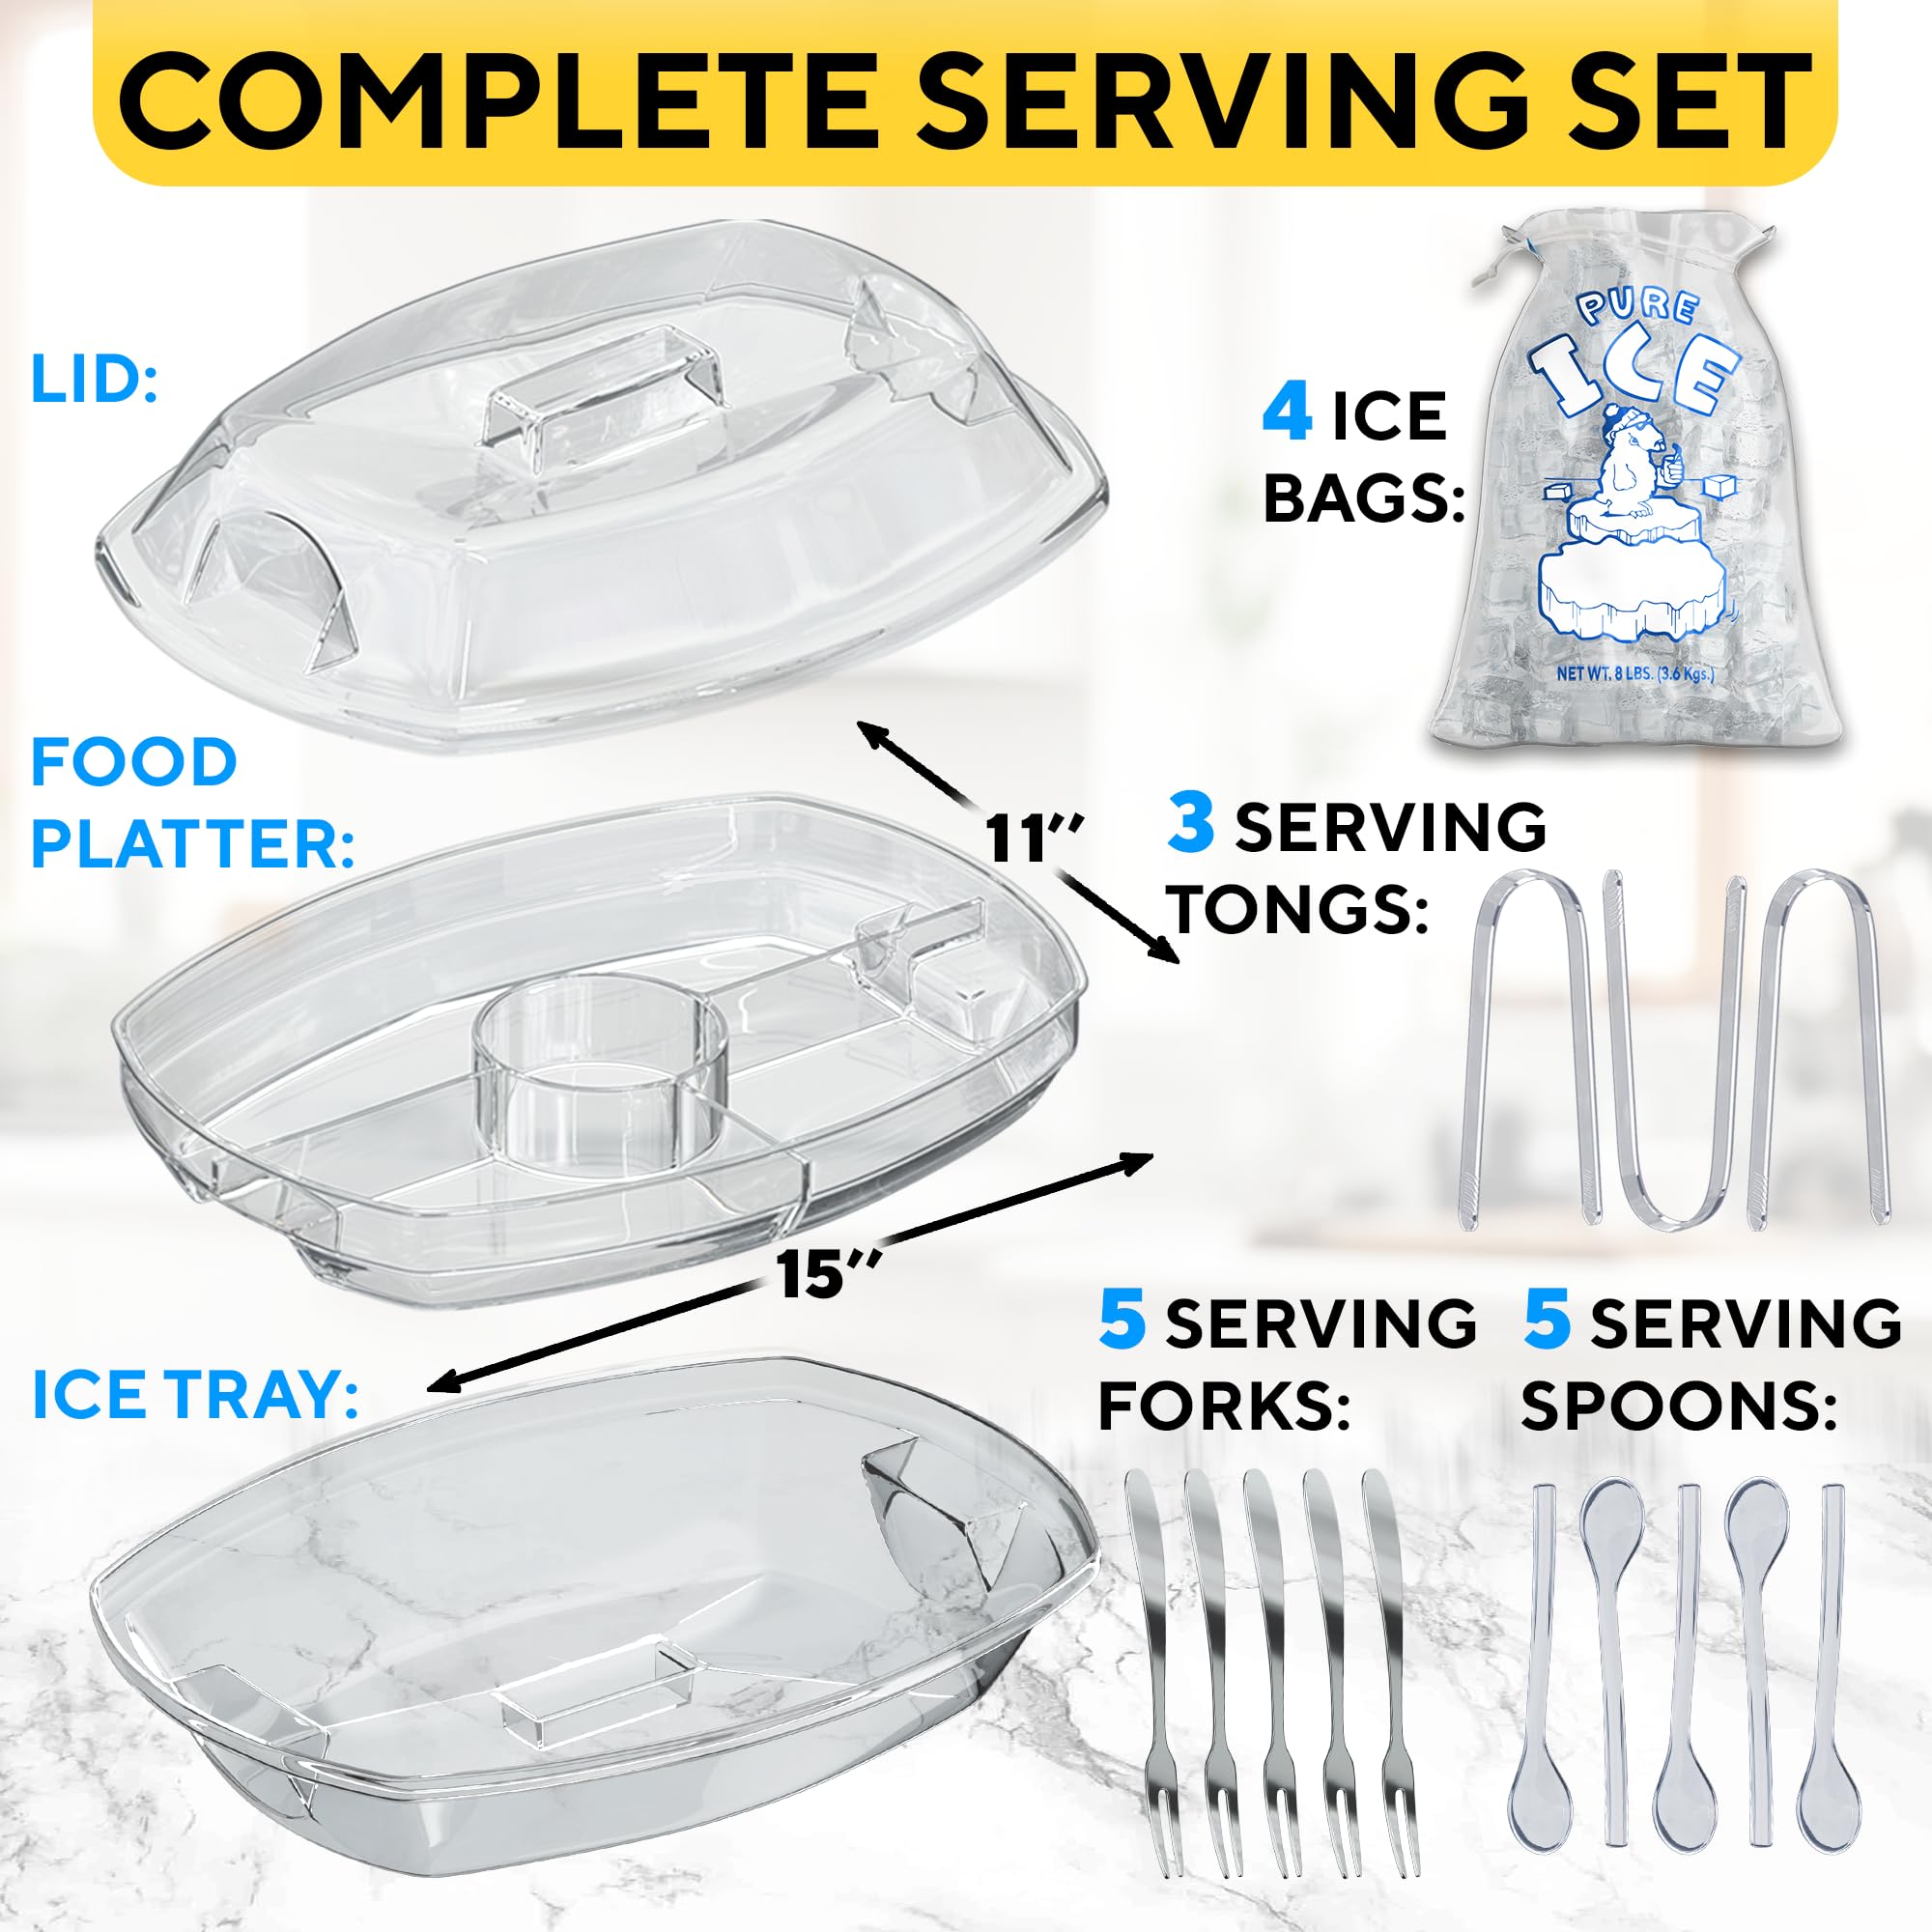 COMPLETE SERVING SET
LID:
4 ICE
BAGS:
PURE
ICE
NET WT. 8 LBS. (3.6 Kgs.)
FOOD
PLATTER:
11''
3 SERVING
TONGS:
15''
ICE TRAY:
5 SERVING
FORKS:
5 SERVING
SPOONS: